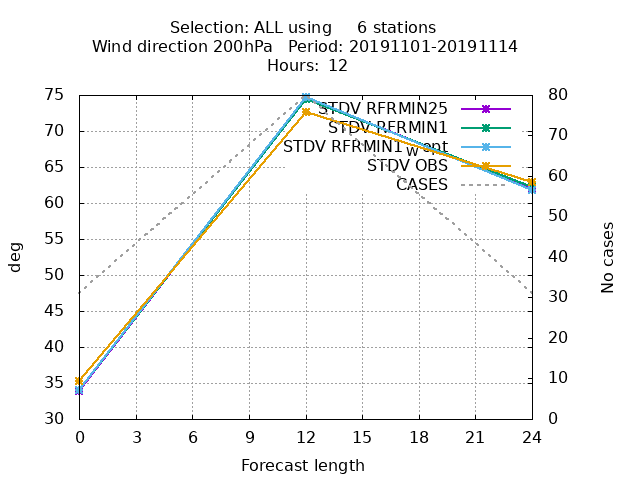 Selection: ALL using     6 stations
Wind direction 200hPa   Period: 20191101-20191114
Hours: 12
STDV RFRMIN25
STDV RFRMIN1
STDV RFRMIN1_wopt
STDV OBS
CASES
75
70
65
60
55
50
45
40
35
30
deg
80
70
60
50
40
30
20
10
0
No cases
0 3 6 9 12 15 18 21 24
Forecast length